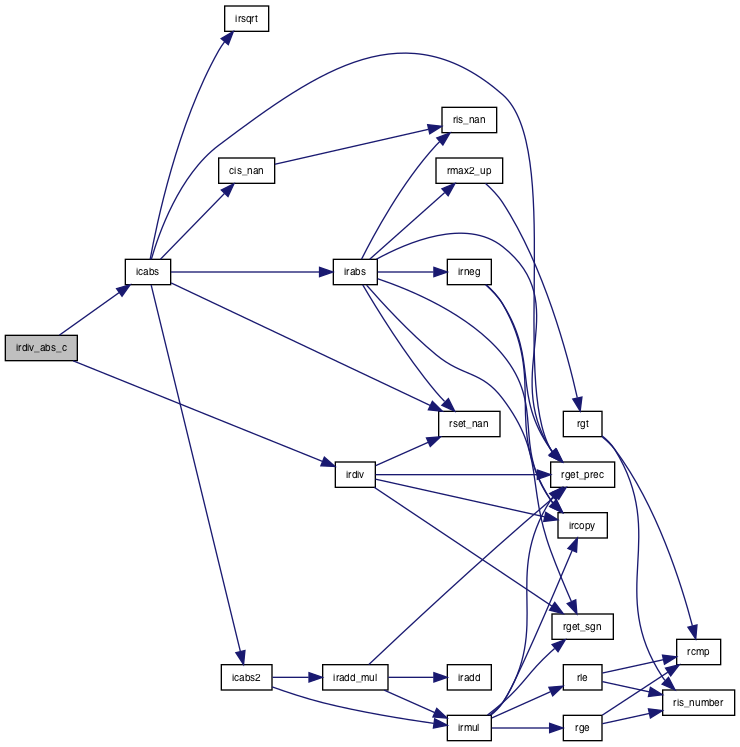 irsqrt
ris_nan
cis_nan
rmax2_up
icabs
irabs
irneg
irdiv_abs_c
rset_nan
rgt
irdiv
rget_prec
ircopy
rget_sgn
rcmp
icabs2
iradd_mul
iradd
rle
ris_number
irmul
rge